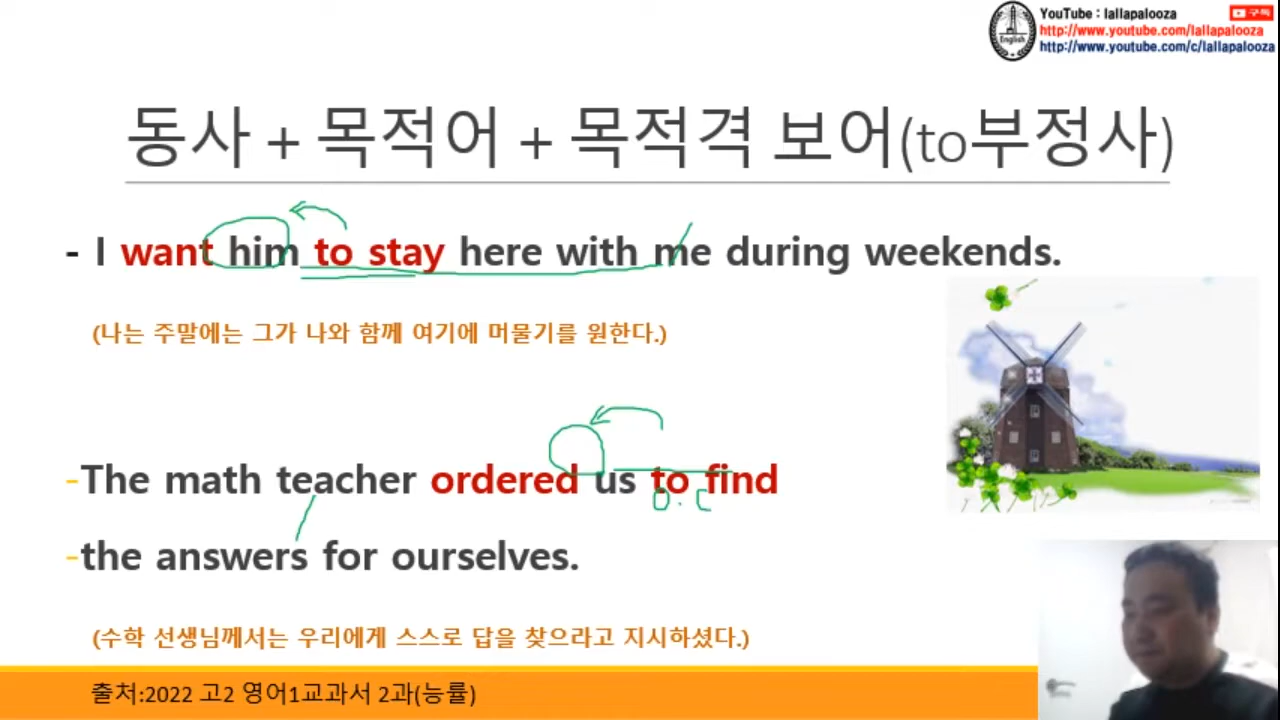 YouTube : lallapalooza
구독
http://www.youtube.com/lallapalooza
http://www.youtube.com/c/lallapalooza
English
동사 + 목적어 + 목적격 보어(to부정사)
- I want him to stay here with me during weekends.
(나는 주말에는 그가 나와 함께 여기에 머물기를 원한다.)
-The math teacher ordered us to find
O.C
-the answers for ourselves.
(수학 선생님께서는 우리에게 스스로 답을 찾으라고 지시하셨다.)
출처:2022 고2 영어1교과서 2과(능률)